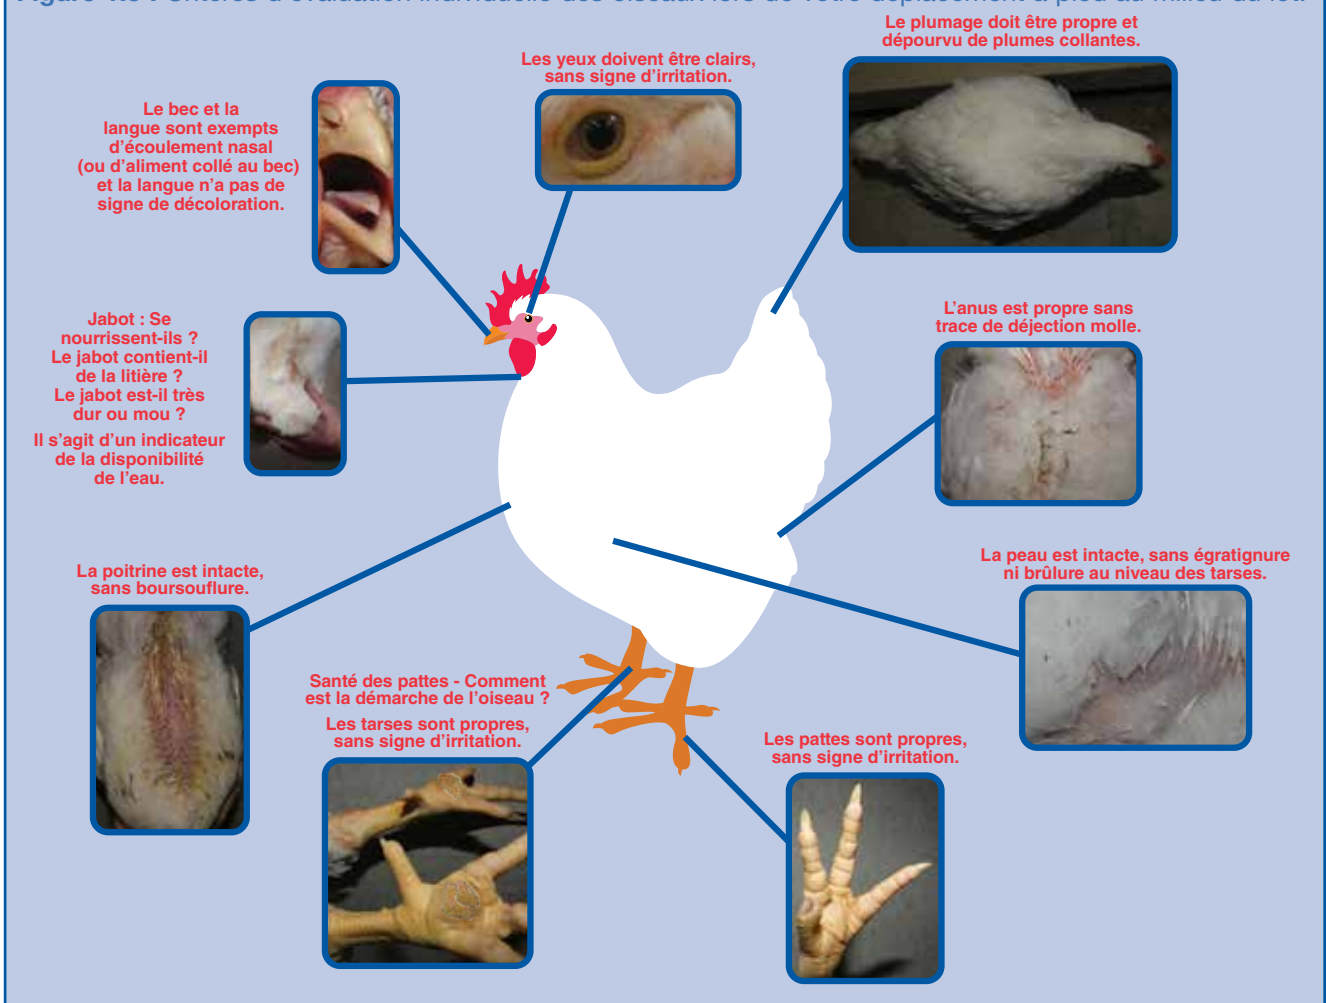 Le plumage doit être propre et
dépourvu de plumes collantes.
Les yeux doivent être clairs,
sans signe d'irritation.
Le bec et la
langue sont exempts
d'écoulement nasal
(ou d'aliment collé au bec)
et la langue n'a pas de
signe de décoloration.
Jabot : Se
nourrissent-ils ?
Le jabot contient-il
de la litière ?
Le jabot est-il très
dur ou mou ?
Il s'agit d'un indicateur
de la disponibilité
de l'eau.
L'anus est propre sans
trace de déjection molle.
La peau est intacte, sans égratignure
ni brûlure au niveau des tarses.
La poitrine est intacte,
sans boursouflure.
Santé des pattes - Comment
est la démarche de l'oiseau ?
Les tarses sont propres,
sans signe d'irritation.
Les pattes sont propres,
sans signe d'irritation.